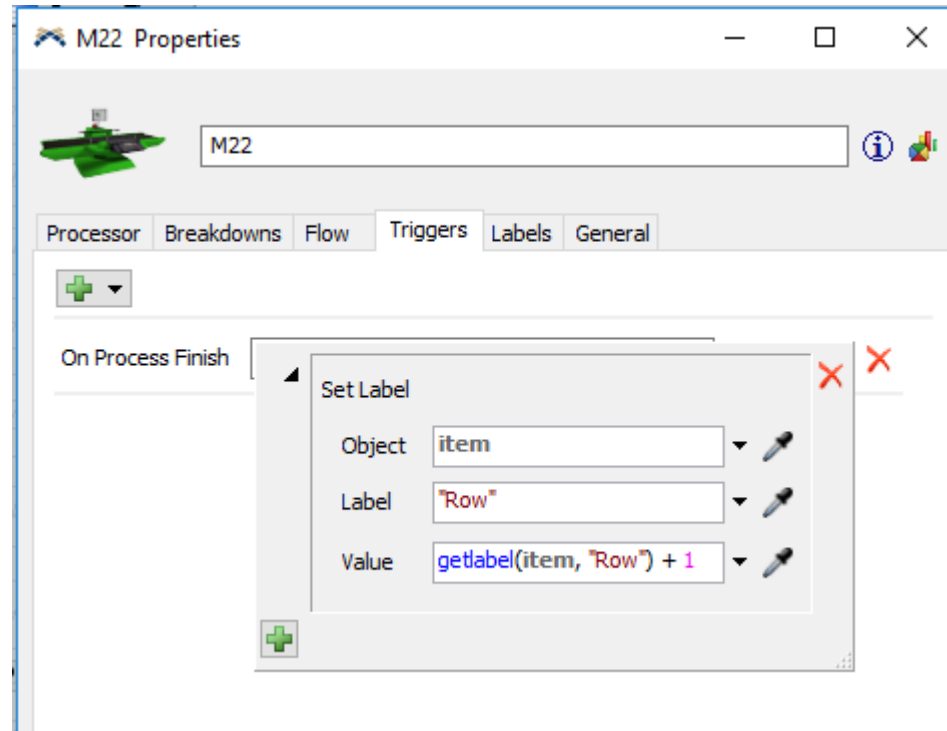 M22 Properties
M22
Processor Breakdowns Flow Triggers Labels General
On Process Finish
Set Label
Object item
Label "Row"
Value getlabel(item, "Row") + 1